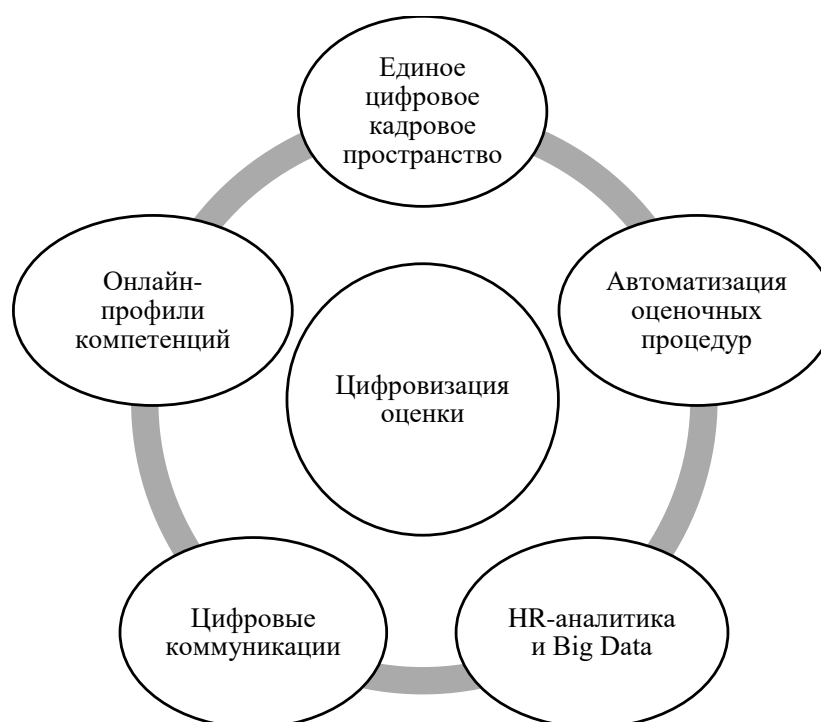 Единое
цифровое
кадровое
пространство
Автоматизация
оценочных
процедур
HR-аналитика
и Big Data
Цифровые
коммуникации
Онлайн-
профили
компетенций
Цифровизация
оценки